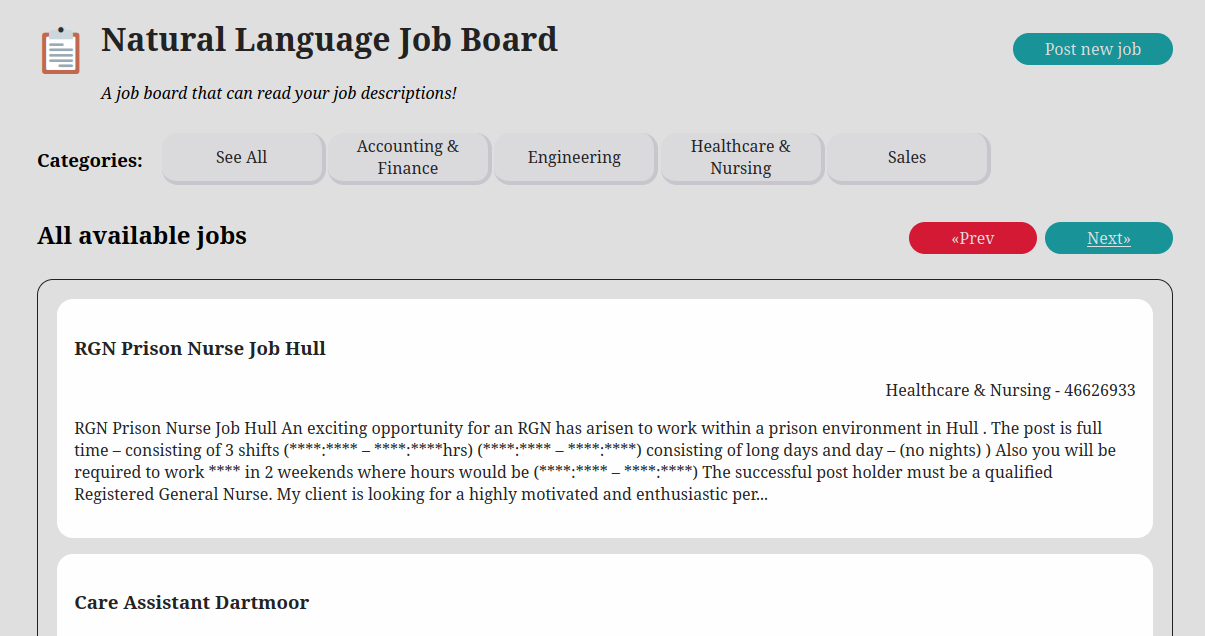 Natural Language Job Board
Post new job
A job board that can read your job descriptions!
Categories:
See All
Accounting &
Finance
Engineering
Healthcare &
Nursing
Sales
All available jobs
«Prev
Next»
RGN Prison Nurse Job Hull
Healthcare & Nursing - 46626933
RGN Prison Nurse Job Hull An exciting opportunity for an RGN has arisen to work within a prison environment in Hull . The post is full
time – consisting of 3 shifts (****:**** – ****:****hrs) (****:**** – ****:****) consisting of long days and day – (no nights) ) Also you will be
required to work **** in 2 weekends where hours would be (****:**** – ****:****) The successful post holder must be a qualified
Registered General Nurse. My client is looking for a highly motivated and enthusiastic per...
Care Assistant Dartmoor